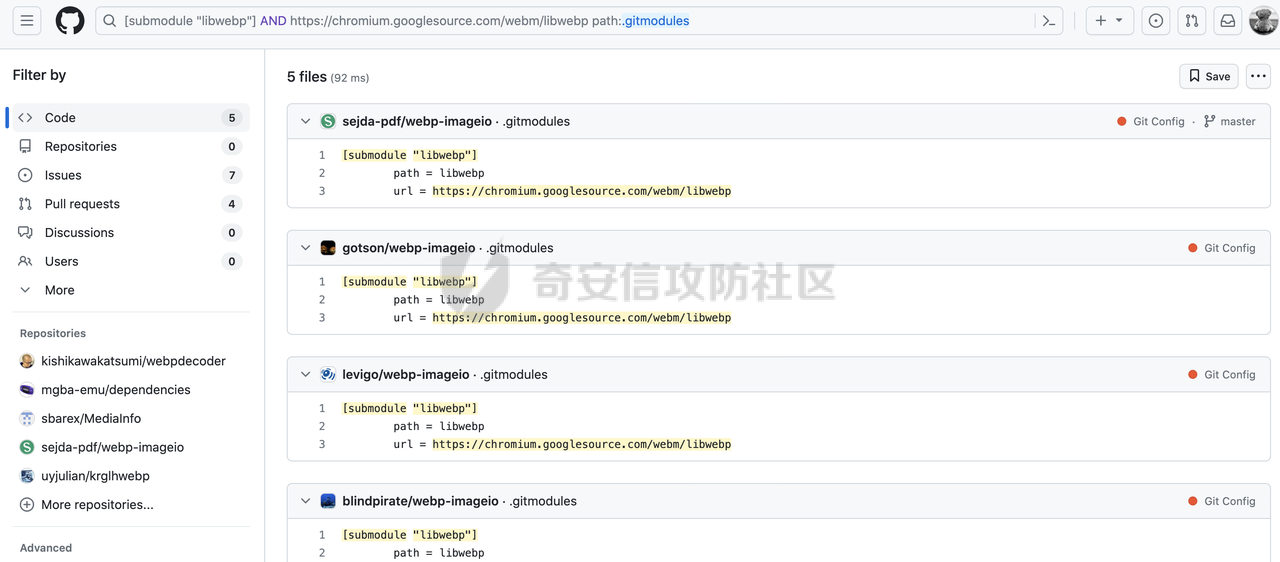 [submodule "libwebp"] AND https://chromium.googlesource.com/webm/libwebp path:.gitmodules
Filter by
Code 5
Repositories 0
Issues 7
Pull requests 4
Discussions 0
Users 0
More
Repositories
kishikawakatsumi/webpdecoder
mgba-emu/dependencies
sbarex/MediaInfo
sejda-pdf/webp-imageio
uyjulian/krglhwebp
More repositories...
Advanced
5 files (92 ms)
Save
sejda-pdf/webp-imageio · .gitmodules Git Config · master
1 [submodule "libwebp"]
2 path = libwebp
3 url = https://chromium.googlesource.com/webm/libwebp
gotson/webp-imageio · .gitmodules Git Config
1 [submodule "libwebp"]
2 path = libwebp
3 url = https://chromium.googlesource.com/webm/libwebp
奇安信攻防社区
levigo/webp-imageio · .gitmodules Git Config
1 [submodule "libwebp"]
2 path = libwebp
3 url = https://chromium.googlesource.com/webm/libwebp
blindpirate/webp-imageio · .gitmodules Git Config
1 [submodule "libwebp"]
2 path = libwebp